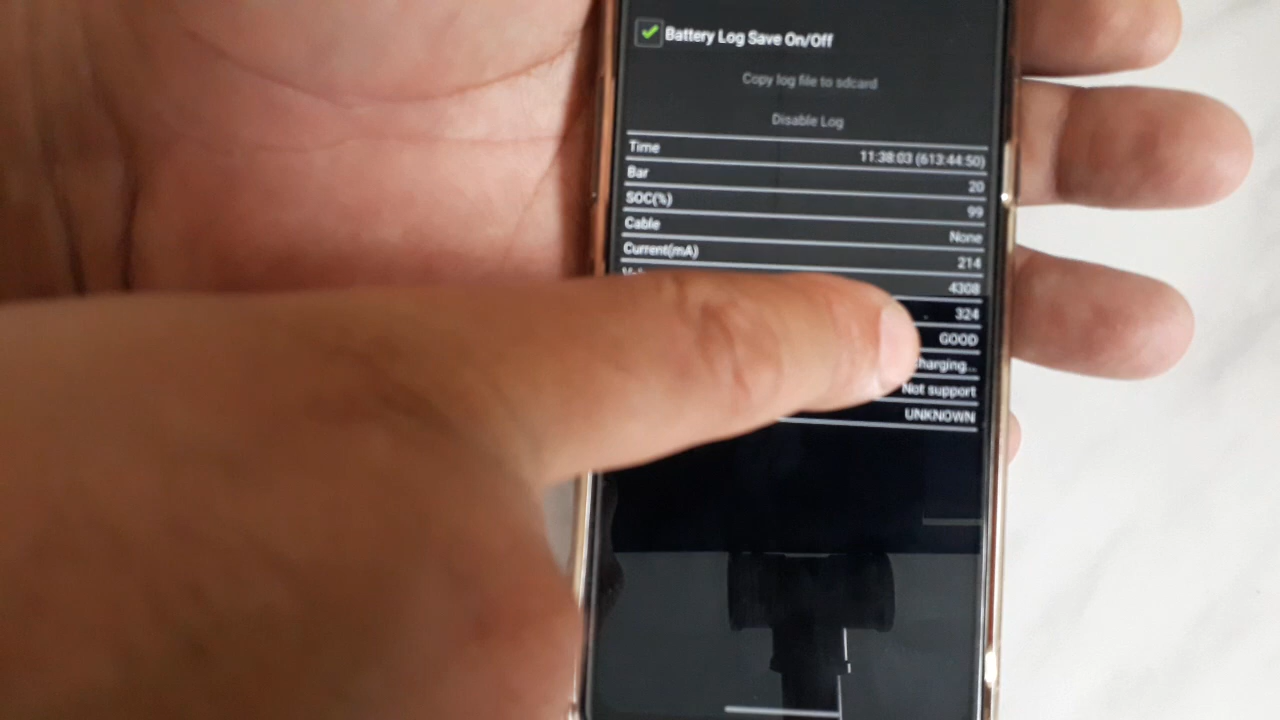 Battery Log Save On/Off
Copy log file to sdcard
Disable Log
Time 11:38:03 (613:44:50)
Bar 20
SOC(%) 99
Cable None
Current(mA) 214
4308
324
GOOD
charging...
Not support
UNKNOWN